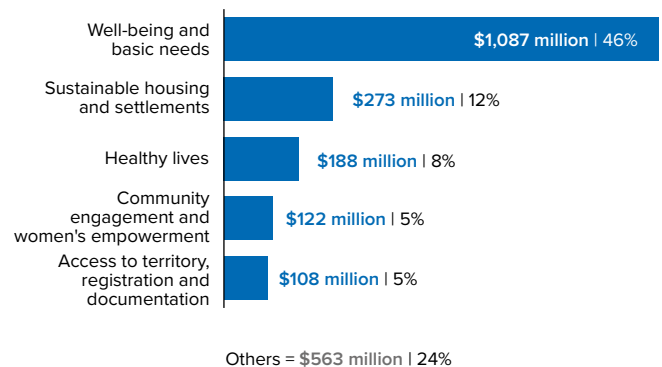 Well-being and
basic needs
$1,087 million | 46%
Sustainable housing
and settlements
$273 million | 12%
Healthy lives
$188 million | 8%
Community
engagement and
women's empowerment
$122 million | 5%
Access to territory,
registration and
documentation
$108 million | 5%
Others = $563 million | 24%